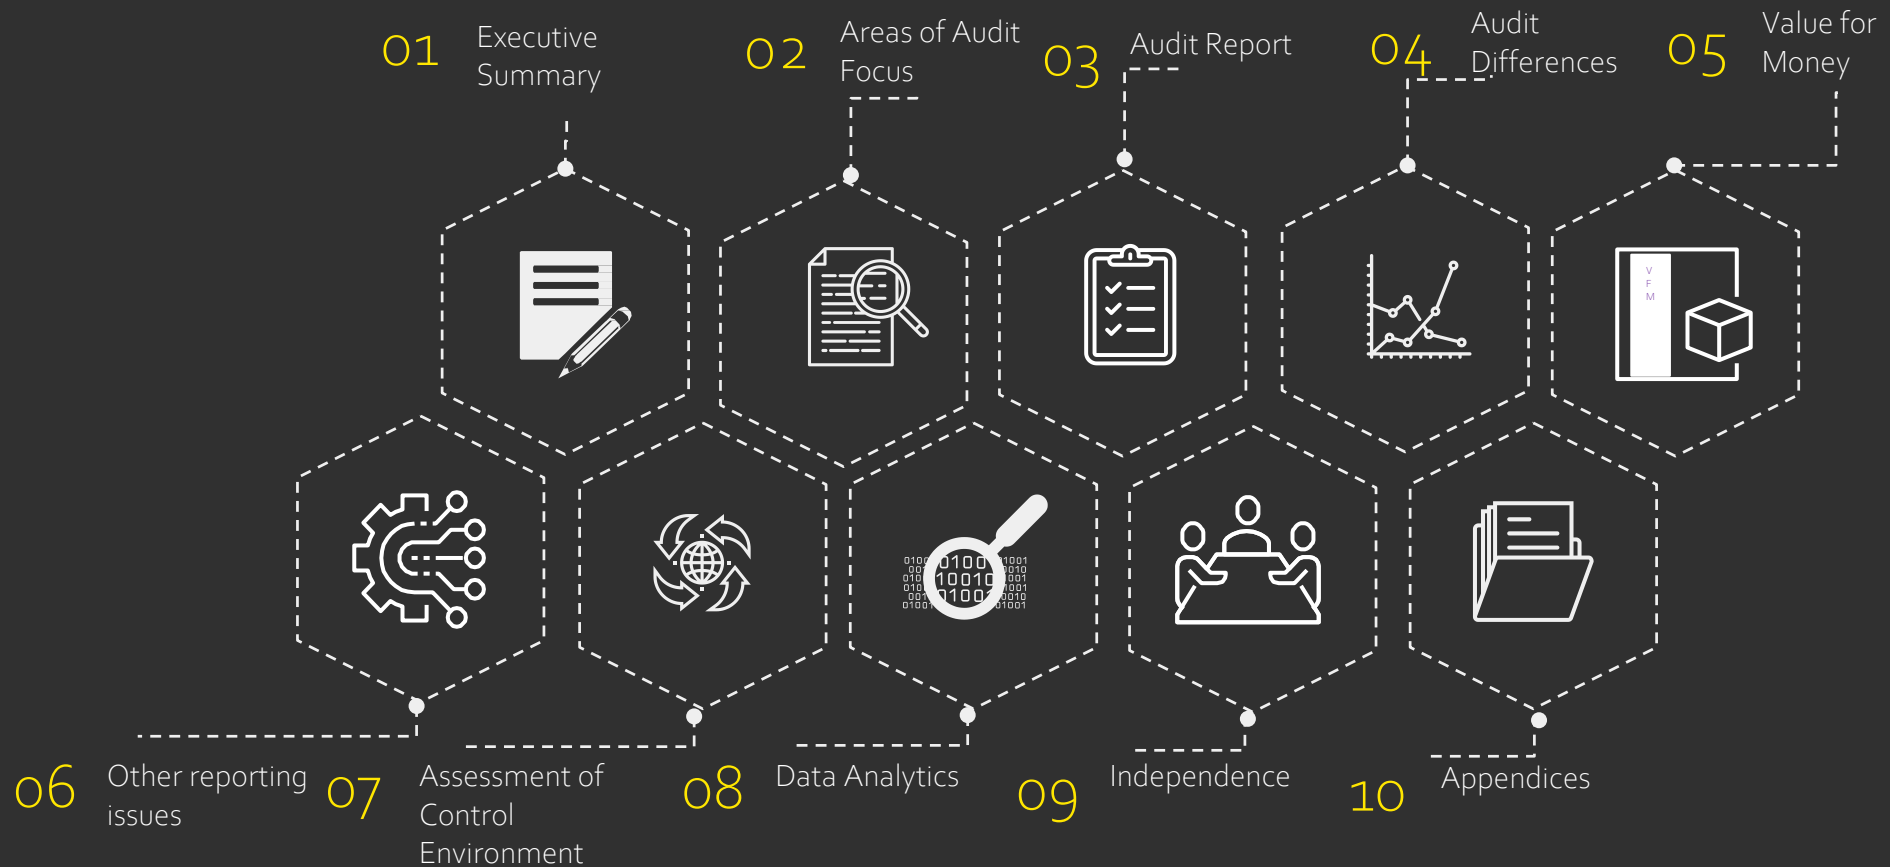 01
Executive
Summary
02
Areas of Audit
Focus
03
Audit Report
04
Audit
Differences
05
Value for
Money
V
F
M
06
Other reporting
issues
07
Assessment of
Control
Environment
08
Data Analytics
09
Independence
10
Appendices